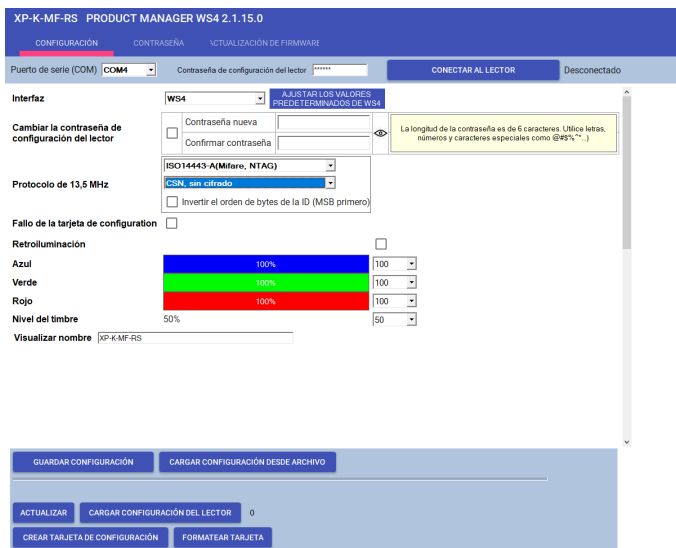 XP-K-MF-RS PRODUCT MANAGER WS4 2.1.15.0
CONFIGURACIÓN CONTRASEÑA ACTUALIZACIÓN DE FIRMWARE
Puerto de serie (COM) COM4 Contraseña de configuración del lector ****** CONECTAR AL LECTOR Desconectado
Interfaz WS4 AJUSTAR LOS VALORES
PREDETERMINADOS DE WS4
Cambiar la contraseña de
configuración del lector
Contraseña nueva
Confirmar contraseña
La longitud de la contraseña es de 6 caracteres. Utilice letras,
números y caracteres especiales como @#$%^*...)
Protocolo de 13,5 MHz
ISO14443-A(Mifare, NTAG)
CSN, sin cifrado
Invertir el orden de bytes de la ID (MSB primero)
Fallo de la tarjeta de configuration
Retroiluminación
Azul 100% 100
Verde 100% 100
Rojo 100% 100
Nivel del timbre 50% 50
Visualizar nombre XP-K-MF-RS
GUARDAR CONFIGURACIÓN CARGAR CONFIGURACIÓN DESDE ARCHIVO
ACTUALIZAR CARGAR CONFIGURACIÓN DEL LECTOR 0
CREAR TARJETA DE CONFIGURACIÓN FORMATEAR TARJETA